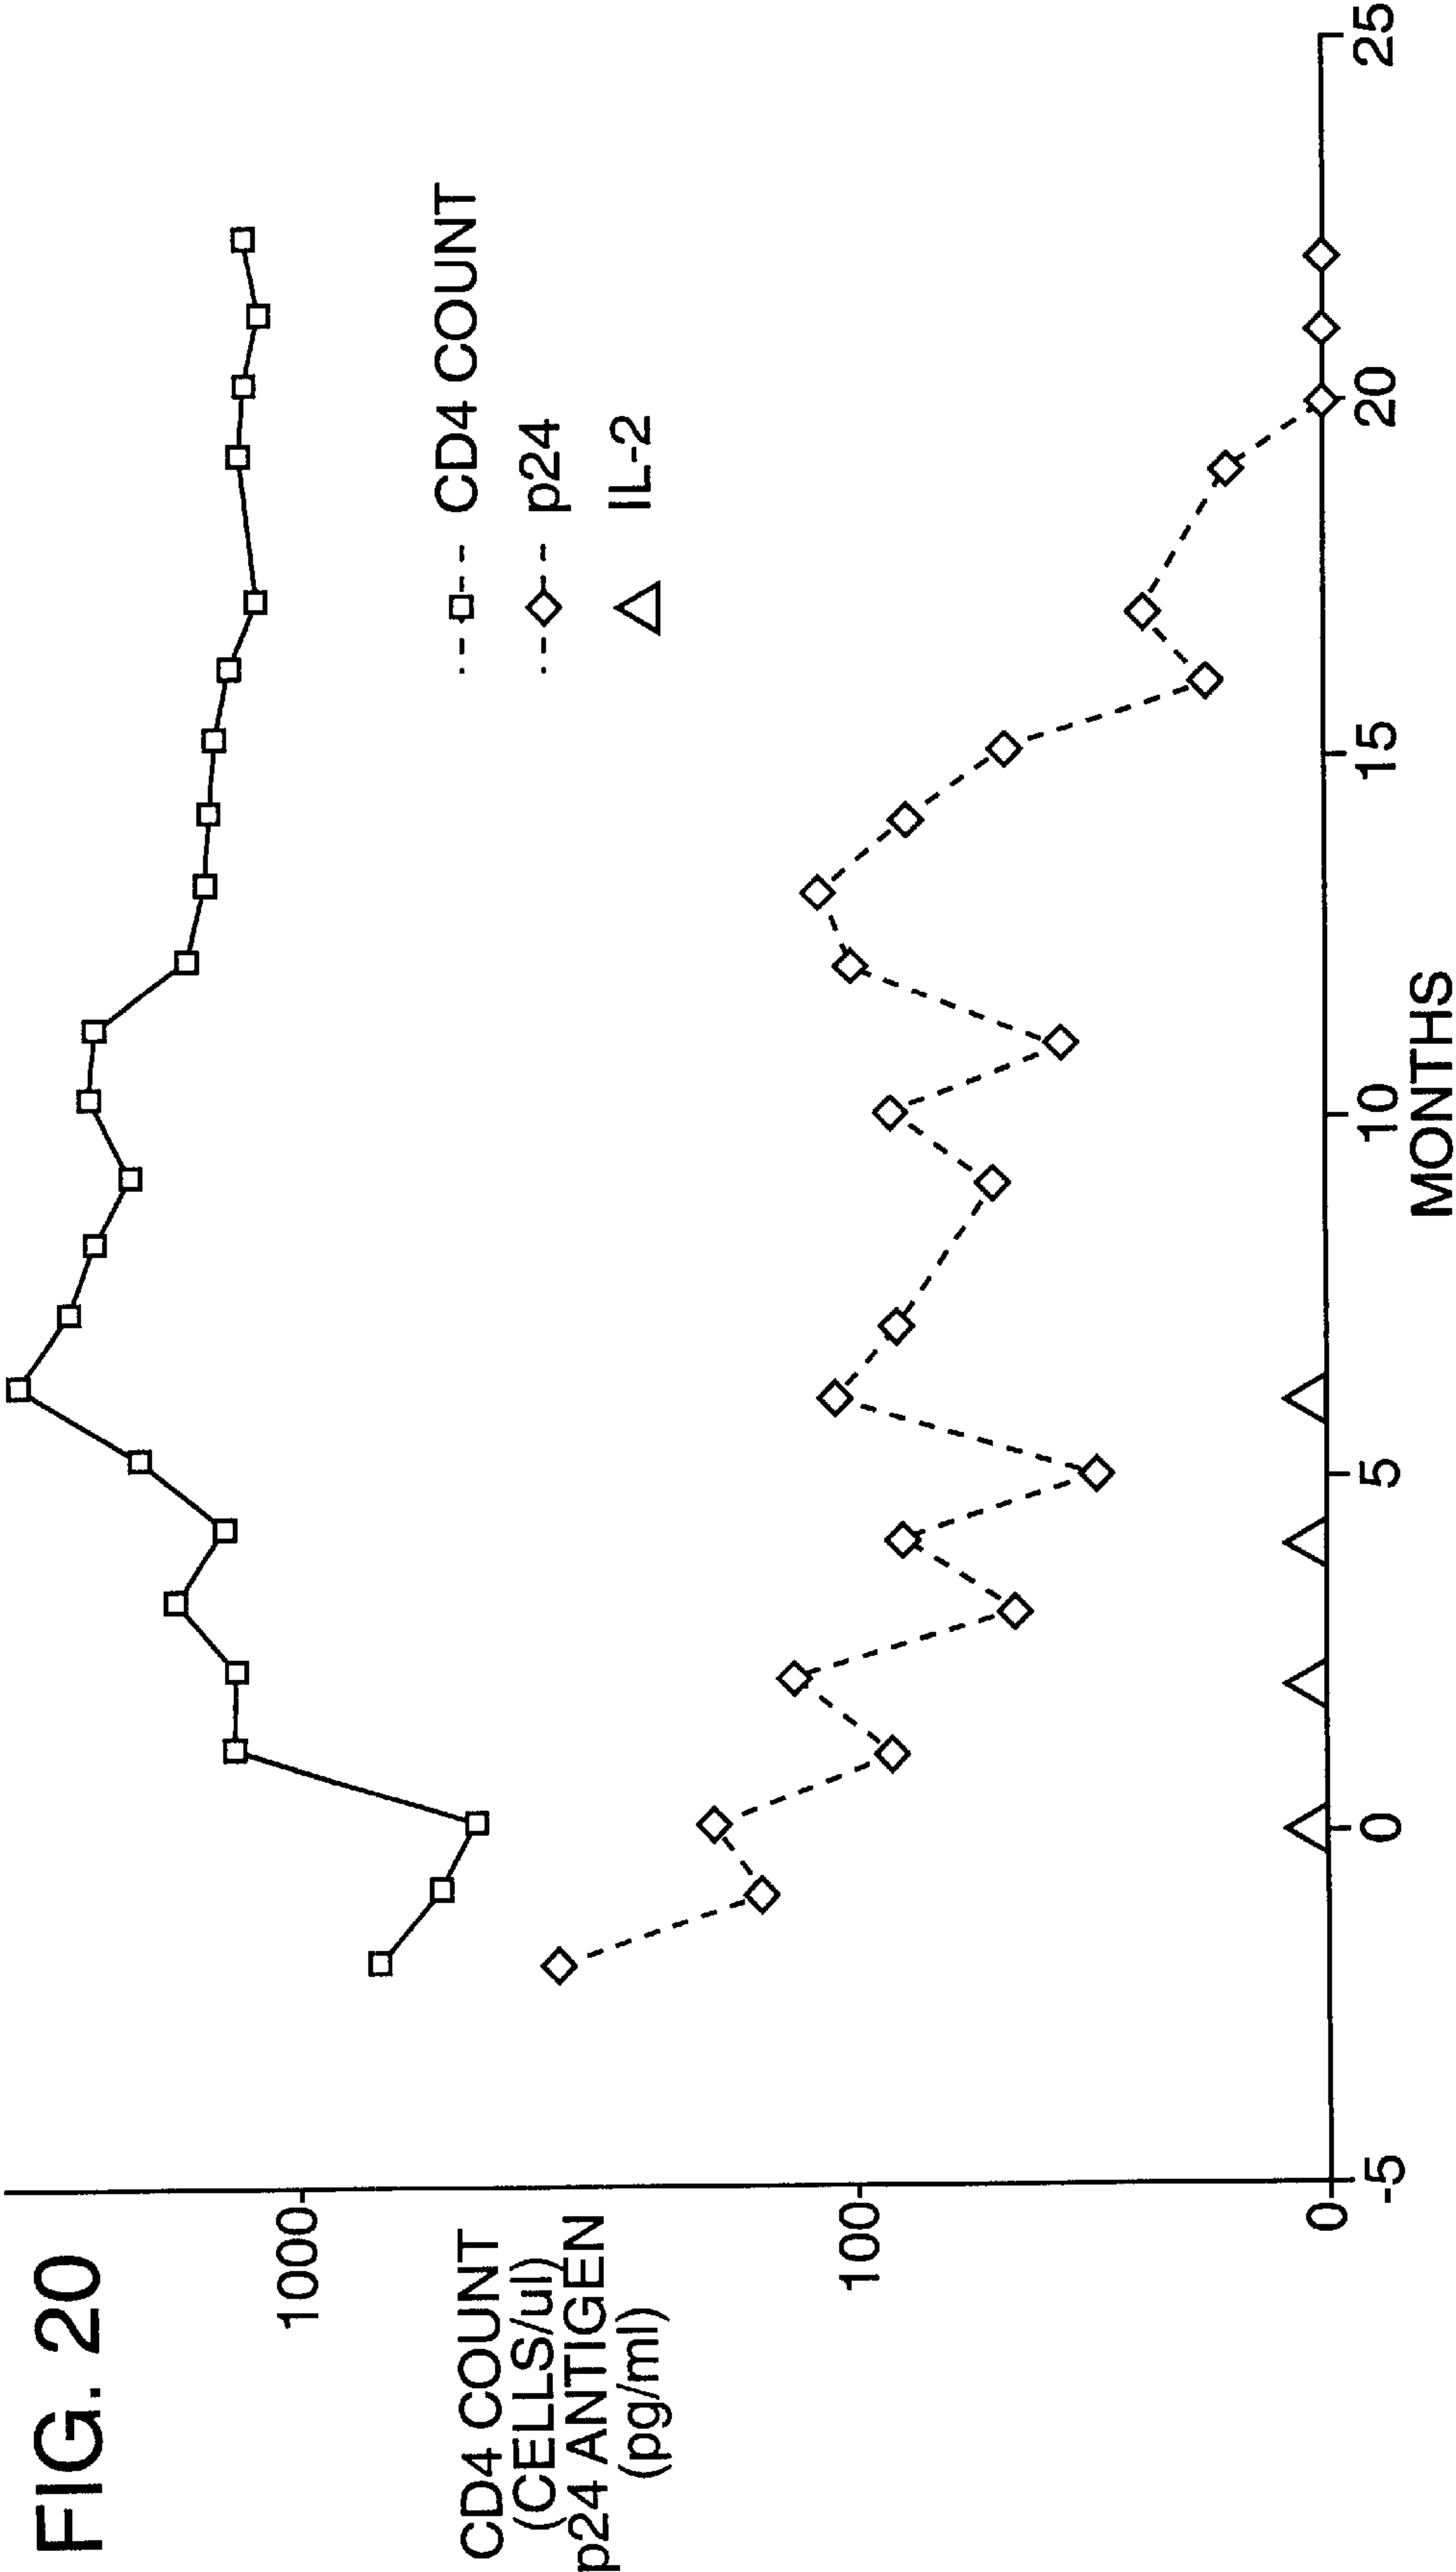 FIG. 20
1000
CD4 COUNT
(CELLS/ul)
p24 ANTIGEN
(pg/ml)
100
0
CD4 COUNT
p24
IL-2
-5
0
5
10
15
20
25
MONTHS